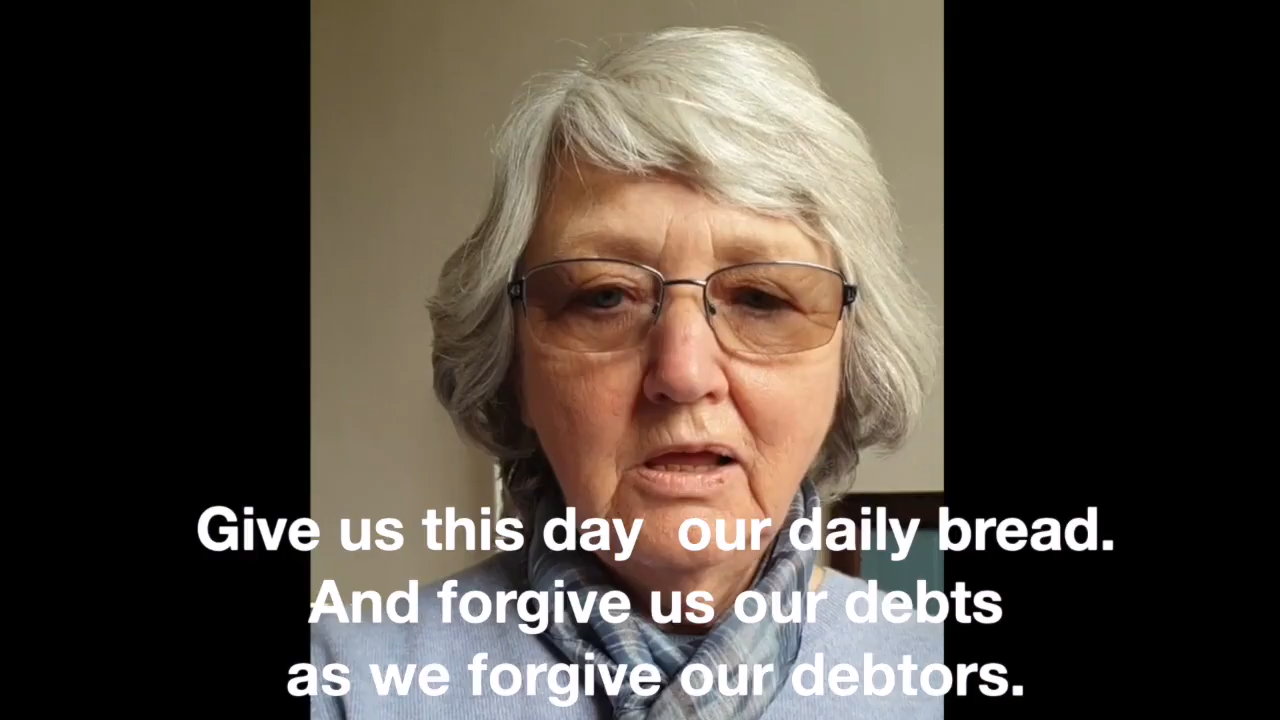 Give us this day  our daily bread.
And forgive us our debts
as we forgive our debtors.